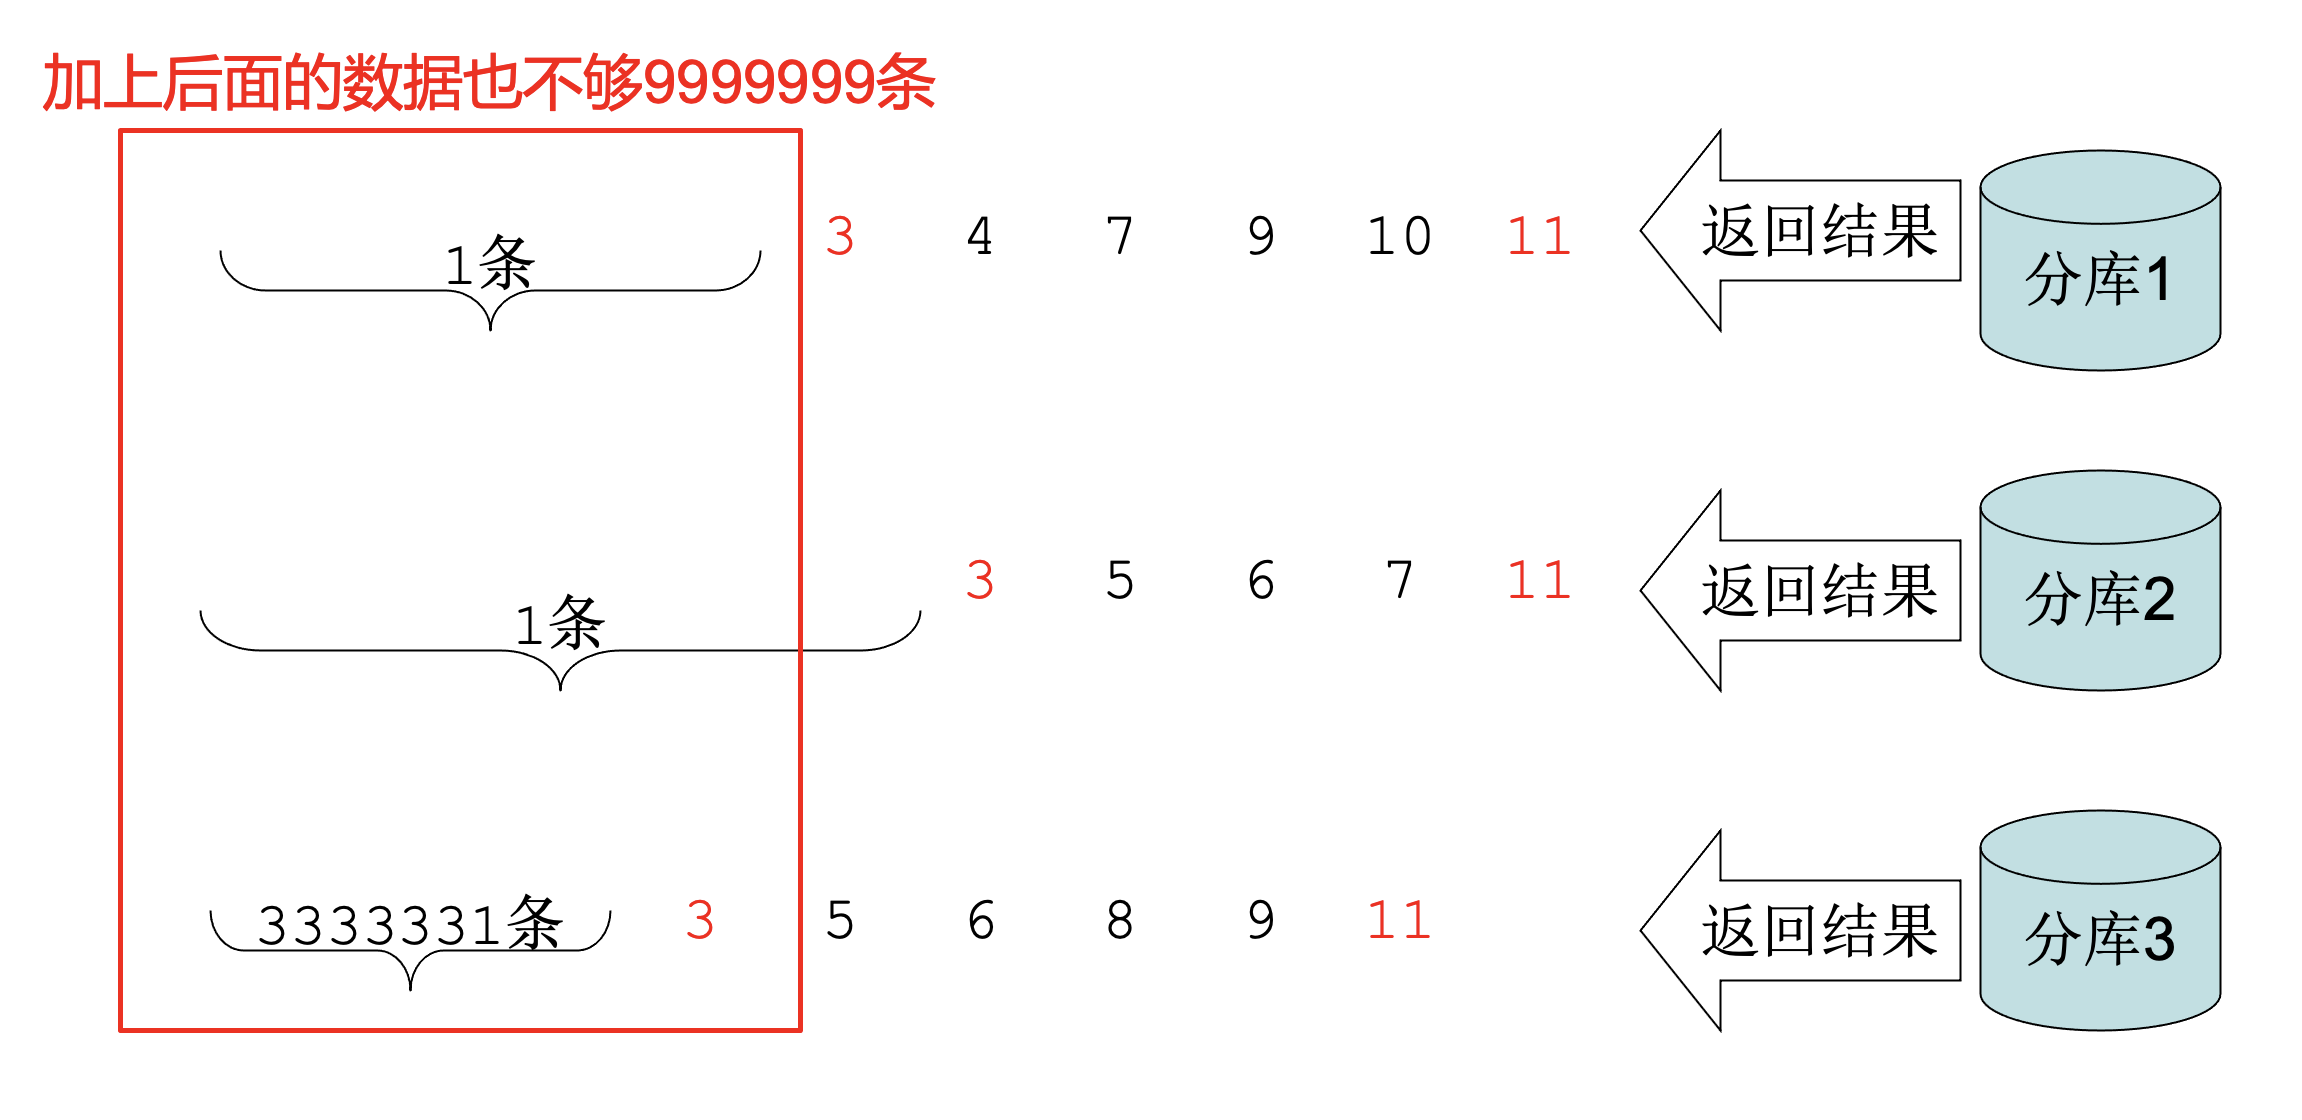 加上后面的数据也不够9999999条
1条 3 4 7 9 10 11 返回结果 分库1
1条 3 5 6 7 11 返回结果 分库2
3333331条 3 5 6 8 9 11 返回结果 分库3